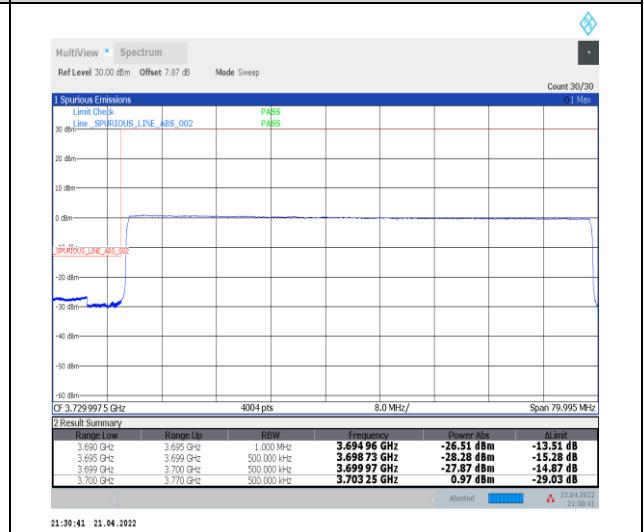 MultiView Spectrum
Ref Level 30.00 dBm Offset 7.87 dB Mode Sweep
Count 30/30
1 Spurious Emissions 1 Max
Limit Check PASS
Line _SPURIOUS_LINE_ABS_002 PASS
30 dBm
20 dBm
10 dBm
0 dBm
-10 dBm
_SPURIOUS_LINE_ABS_002
-20 dBm
-30 dBm
-40 dBm
-50 dBm
-60 dBm
CF 3.729 997 5 GHz 4004 pts 8.0 MHz/ Span 79.995 MHz
2 Result Summary
Range Low Range Up RBW Frequency Power Abs ΔLimit
3.690 GHz 3.695 GHz 1.000 MHz 3.694 96 GHz -26.51 dBm -13.51 dB
3.695 GHz 3.699 GHz 500.000 kHz 3.698 73 GHz -28.28 dBm -15.28 dB
3.699 GHz 3.700 GHz 500.000 kHz 3.699 97 GHz -27.87 dBm -14.87 dB
3.700 GHz 3.770 GHz 500.000 kHz 3.703 25 GHz 0.97 dBm -29.03 dB
Aborted 21.04.2022
21:30:41
21:30:41 21.04.2022